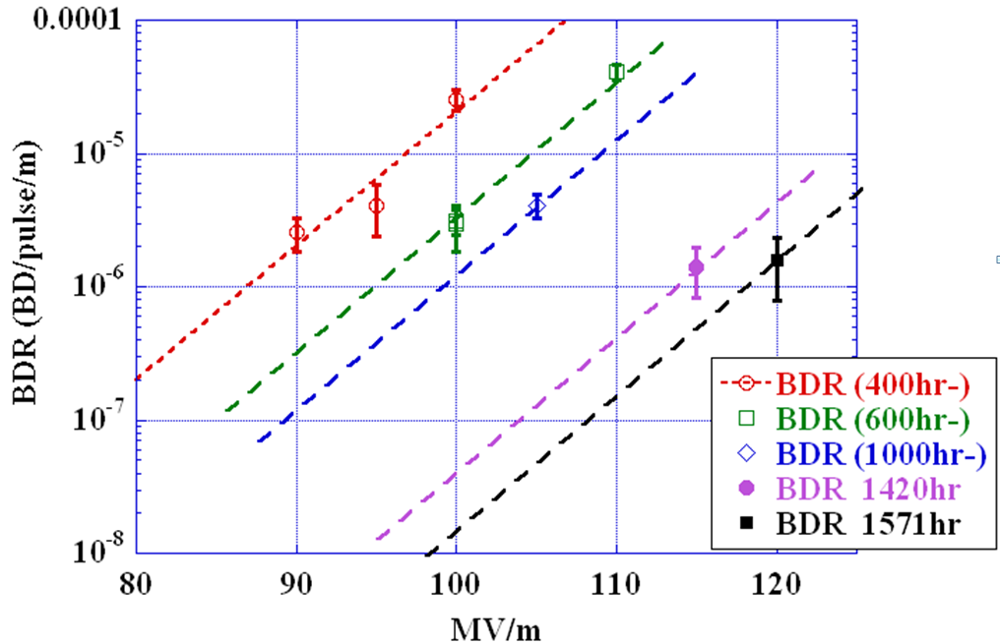 0.0001
10-5
10-6
10-7
10-8
BDR (BD/pulse/m)
80 90 100 110 120
MV/m
BDR (400hr-)
BDR (600hr-)
BDR (1000hr-)
BDR 1420hr
BDR 1571hr